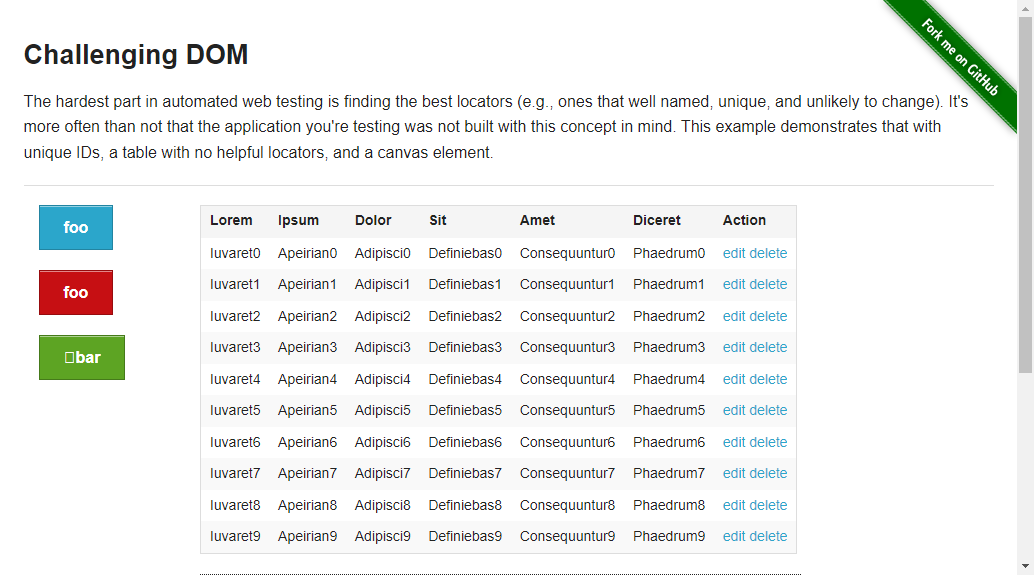 Fork me on GitHub
Challenging DOM
The hardest part in automated web testing is finding the best locators (e.g., ones that well named, unique, and unlikely to change). It's
more often than not that the application you're testing was not built with this concept in mind. This example demonstrates that with
unique IDs, a table with no helpful locators, and a canvas element.
foo
foo
bar
Lorem Ipsum Dolor Sit Amet Diceret Action
Iuvaret0 Apeirian0 Adipisci0 Definiebas0 Consequuntur0 Phaedrum0 edit delete
Iuvaret1 Apeirian1 Adipisci1 Definiebas1 Consequuntur1 Phaedrum1 edit delete
Iuvaret2 Apeirian2 Adipisci2 Definiebas2 Consequuntur2 Phaedrum2 edit delete
Iuvaret3 Apeirian3 Adipisci3 Definiebas3 Consequuntur3 Phaedrum3 edit delete
Iuvaret4 Apeirian4 Adipisci4 Definiebas4 Consequuntur4 Phaedrum4 edit delete
Iuvaret5 Apeirian5 Adipisci5 Definiebas5 Consequuntur5 Phaedrum5 edit delete
Iuvaret6 Apeirian6 Adipisci6 Definiebas6 Consequuntur6 Phaedrum6 edit delete
Iuvaret7 Apeirian7 Adipisci7 Definiebas7 Consequuntur7 Phaedrum7 edit delete
Iuvaret8 Apeirian8 Adipisci8 Definiebas8 Consequuntur8 Phaedrum8 edit delete
Iuvaret9 Apeirian9 Adipisci9 Definiebas9 Consequuntur9 Phaedrum9 edit delete